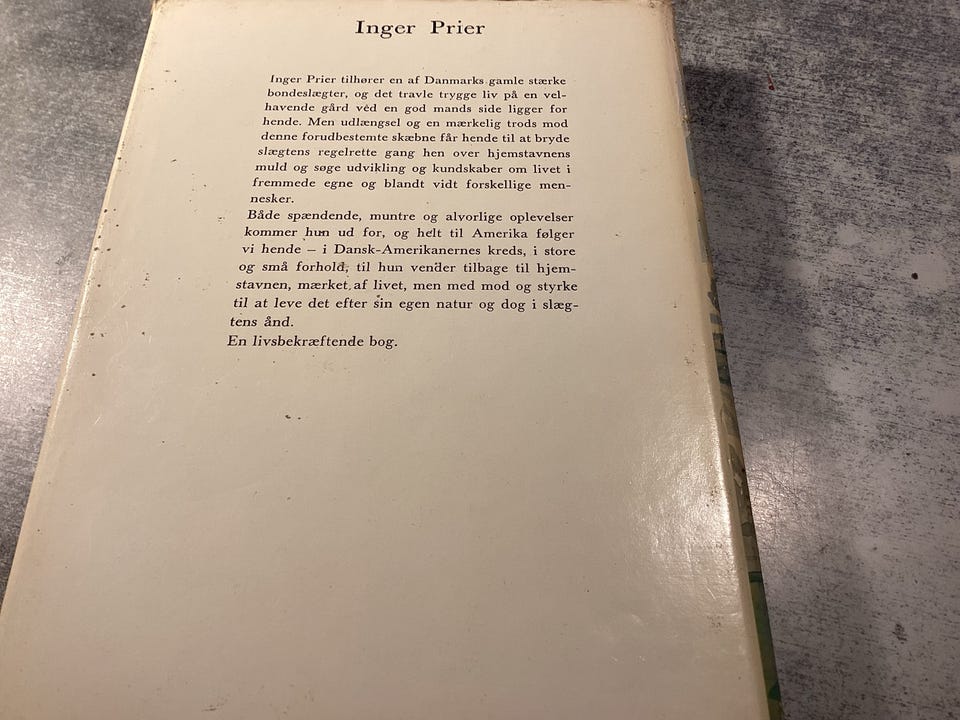 Inger Prier
Inger Prier tilhører en af Danmarks gamle stærke
bondeslægter, og det travle trygge liv på en vel-
havende gård ved en god mands side ligger for
hende. Men udlængsel og en mærkelig trods mod
denne forudbestemte skæbne får hende til at bryde
slægtens regelrette gang hen over hjemstavnens
muld og søge udvikling og kundskaber om livet i
fremmede egne og blandt vidt forskellige men-
nesker.
Både spændende, muntre og alvorlige oplevelser
kommer hun ud for, og helt til Amerika følger
vi hende – i Dansk-Amerikanernes kreds, i store
og små forhold, til hun vender tilbage til hjem-
stavnen, mærket af livet, men med mod og styrke
til at leve det efter sin egen natur og dog i slæg-
tens ånd.
En livsbekræftende bog.